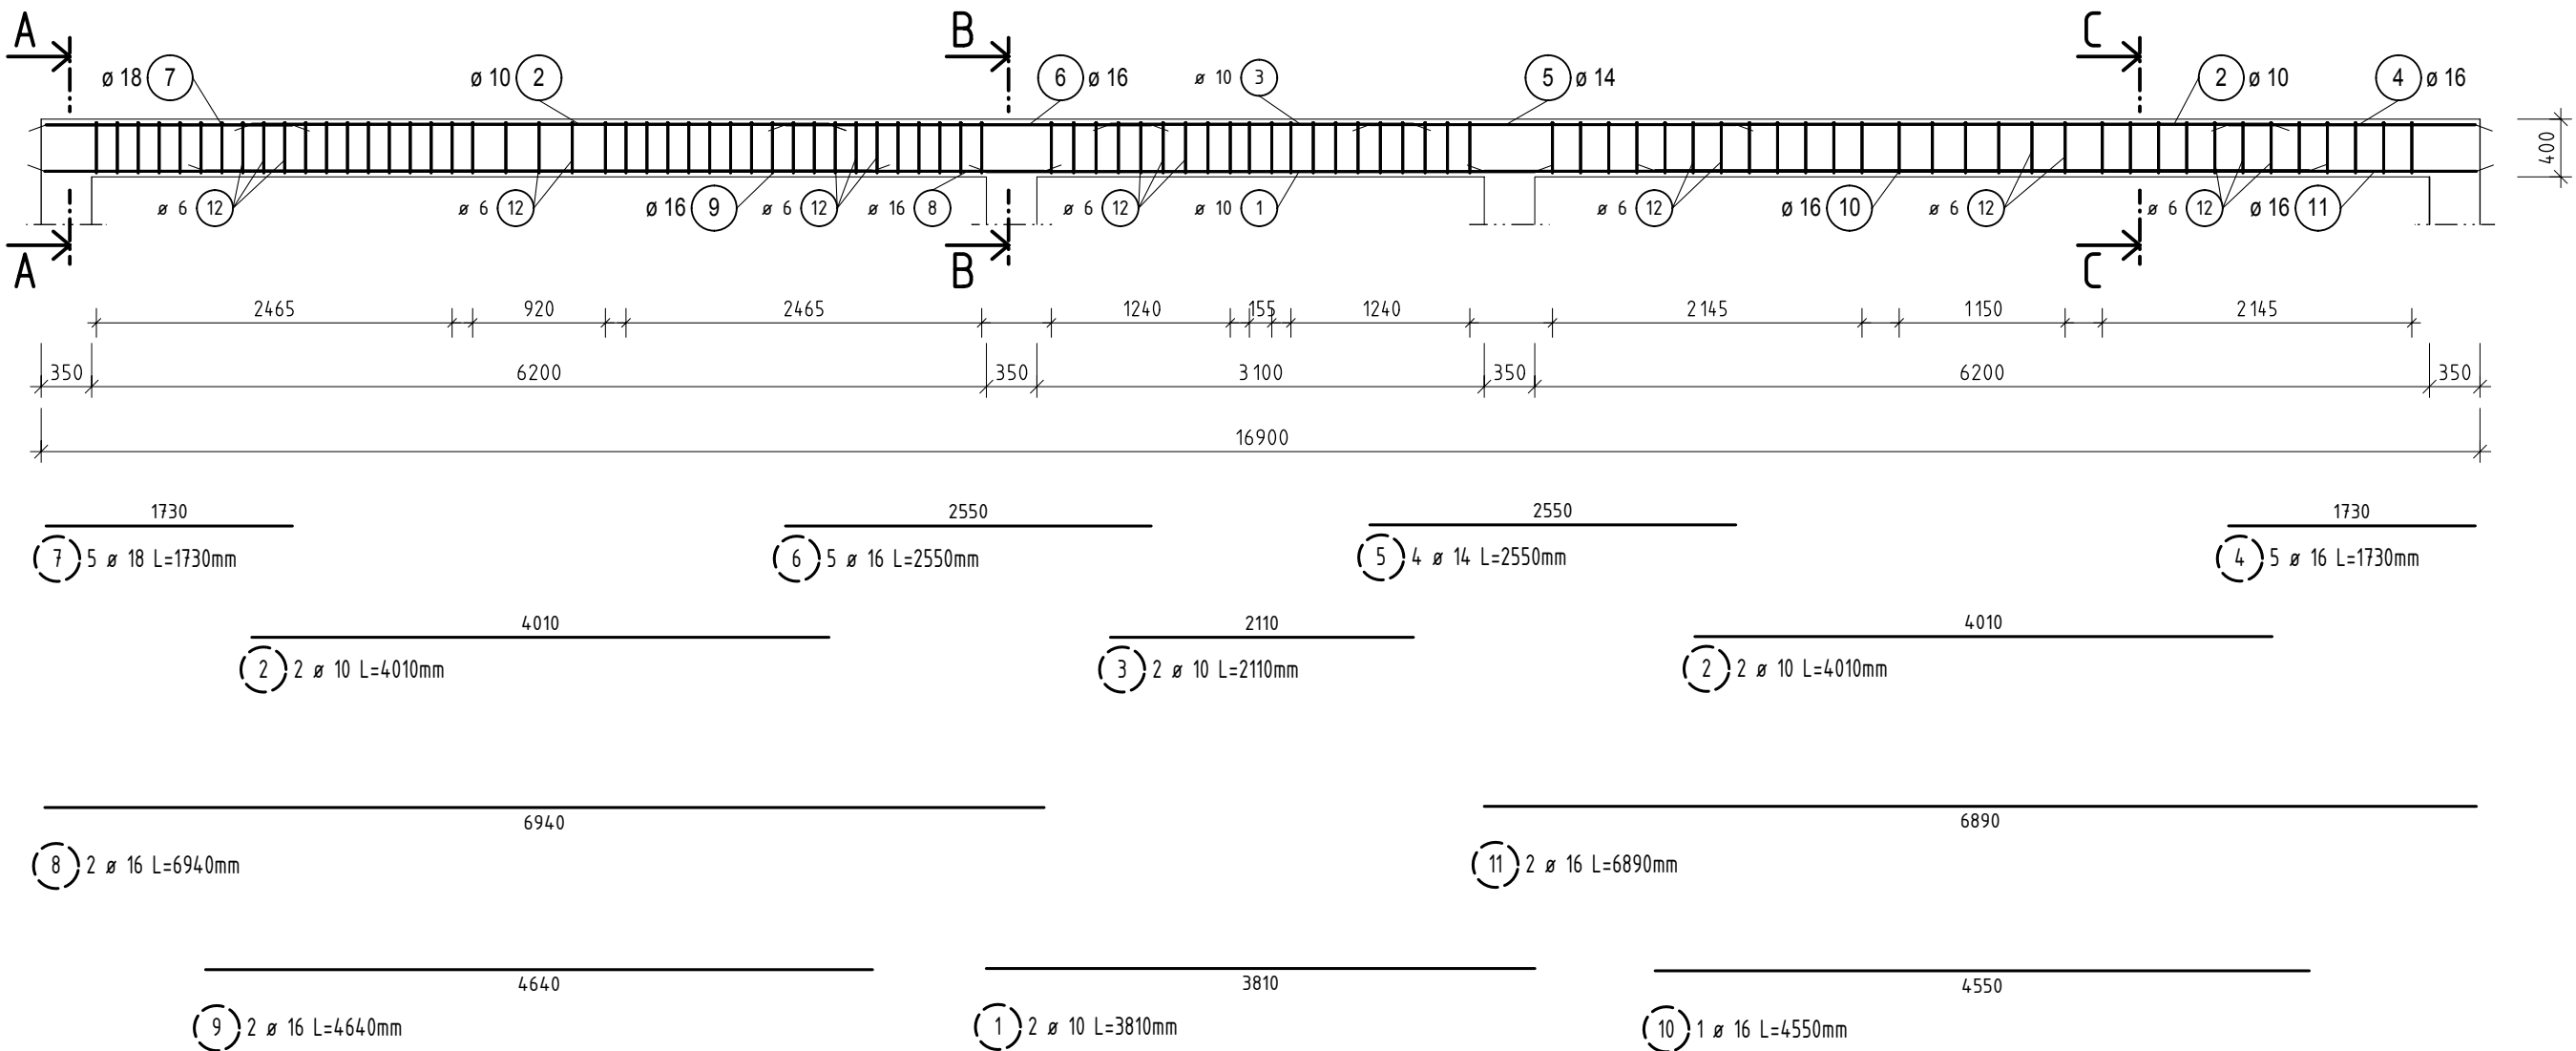 A B C
ø 18 7 ø 10 2 6 ø 16 ø 10 3 5 ø 14 2 ø 10 4 ø 16
400
ø 6 12 ø 6 12 ø 16 9 ø 6 12 ø 16 8 ø 6 12 ø 10 1 ø 6 12 ø 16 10 ø 6 12 ø 6 12 ø 16 11
A B C
2465 920 2465 1240 155 1240 2145 1150 2145
350 6200 350 3100 350 6200 350
16900
1730 2550 2550 1730
7 5 ø 18 L=1730mm 6 5 ø 16 L=2550mm 5 4 ø 14 L=2550mm 4 5 ø 16 L=1730mm
4010 2110 4010
2 2 ø 10 L=4010mm 3 2 ø 10 L=2110mm 2 2 ø 10 L=4010mm
6940 6890
8 2 ø 16 L=6940mm 11 2 ø 16 L=6890mm
4640 3810 4550
9 2 ø 16 L=4640mm 1 2 ø 10 L=3810mm 10 1 ø 16 L=4550mm